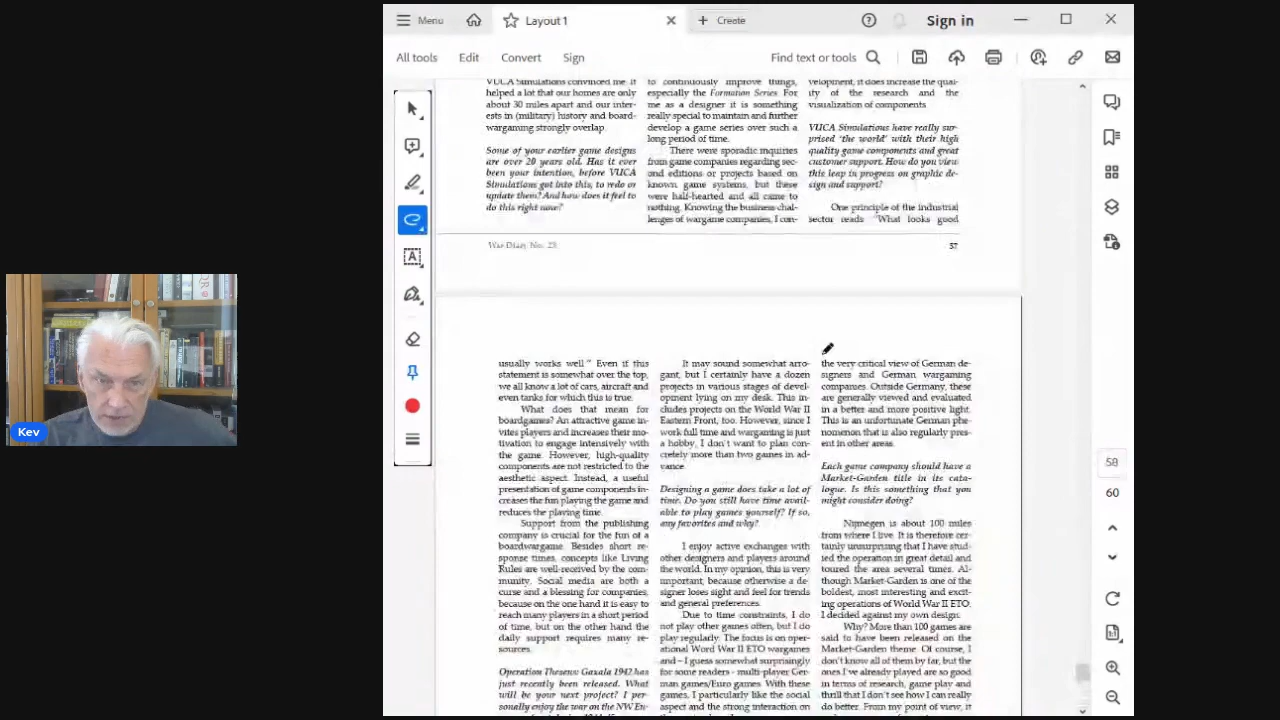 Menu
Layout 1
Create
Sign in
All tools
Edit
Convert
Sign
Find text or tools
VUCA Simulations convinced me. It
helped a lot that our homes are only
about 30 miles apart and our inter-
ests in (military) history and board-
wargaming strongly overlap.
Some of your earlier game designs
are over 20 years old. Has it ever
been your intention, before VUCA
Simulations got into this, to redo or
update them? And how does it feel to
do this right now?
to continuously improve things,
especially the Formation Series. For
me as a designer it is something
really special to maintain and further
develop a game series over such a
long period of time.
There were sporadic inquiries
from game companies regarding sec-
ond editions or projects based on
known game systems, but these
were half-hearted and all came to
nothing. Knowing the business chal-
lenges of wargame companies, I con-
velopment, it does increase the qual-
ity of the research and the
visualization of components
VUCA Simulations have really sur-
prised 'the world' with their high
quality game components and great
customer support. How do you view
this leap in progress on graphic de-
sign and support?
One principle of the industrial
sector reads "What looks good
War Diary No. 23
57
usually works well" Even if this
statement is somewhat over the top,
we all know a lot of cars, aircraft and
even tanks for which this is true.
What does that mean for
boardgames? An attractive game in-
vites players and increases their mo-
tivation to engage intensively with
the game. However, high-quality
components are not restricted to the
aesthetic aspect. Instead, a useful
presentation of game components in-
creases the fun playing the game and
reduces the playing time.
Support from the publishing
company is crucial for the fun of a
boardwargame. Besides short re-
sponse times, concepts like Living
Rules are well-received by the com-
munity. Social media are both a
curse and a blessing for companies,
because on the one hand it is easy to
reach many players in a short period
of time, but on the other hand the
daily support requires many re-
sources.
Operation Theseus: Gazala 1942 has
just recently been released. What
will be your next project? I per-
sonally enjoy the war on the NW Eu-
It may sound somewhat arro-
gant, but I certainly have a dozen
projects in various stages of devel-
opment lying on my desk. This in-
cludes projects on the World War II
Eastern Front, too. However, since I
work full time and wargaming is just
a hobby, I don't want to plan con-
cretely more than two games in ad-
vance.
Designing a game does take a lot of
time. Do you still have time avail-
able to play games yourself? If so,
any favorites and why?
I enjoy active exchanges with
other designers and players around
the world. In my opinion, this is very
important, because otherwise a de-
signer loses sight and feel for trends
and general preferences.
Due to time constraints, I do
not play other games often, but I do
play regularly. The focus is on oper-
ational Word War II ETO wargames
and – I guess somewhat surprisingly
for some readers - multi-player Ger-
man games/Euro games. With these
games, I particularly like the social
aspect and the strong interaction on
the very critical view of German de-
signers and German wargaming
companies. Outside Germany, these
are generally viewed and evaluated
in a better and more positive light.
This is an unfortunate German phe-
nomenon that is also regularly pres-
ent in other areas.
Each game company should have a
Market-Garden title in its cata-
logue. Is this something that you
might consider doing?
Nijmegen is about 100 miles
from where I live. It is therefore cer-
tainly unsurprising that I have stud-
ied the operation in great detail and
toured the area several times. Al-
though Market-Garden is one of the
boldest, most interesting and excit-
ing operations of World War II ETO.
I decided against my own design.
Why? More than 100 games are
said to have been released on the
Market-Garden theme. Of course, I
don't know all of them by far, but the
ones I've already played are so good
in terms of research, game play and
thrill that I don't see how I can really
do better. From my point of view, it
58
60
Kev